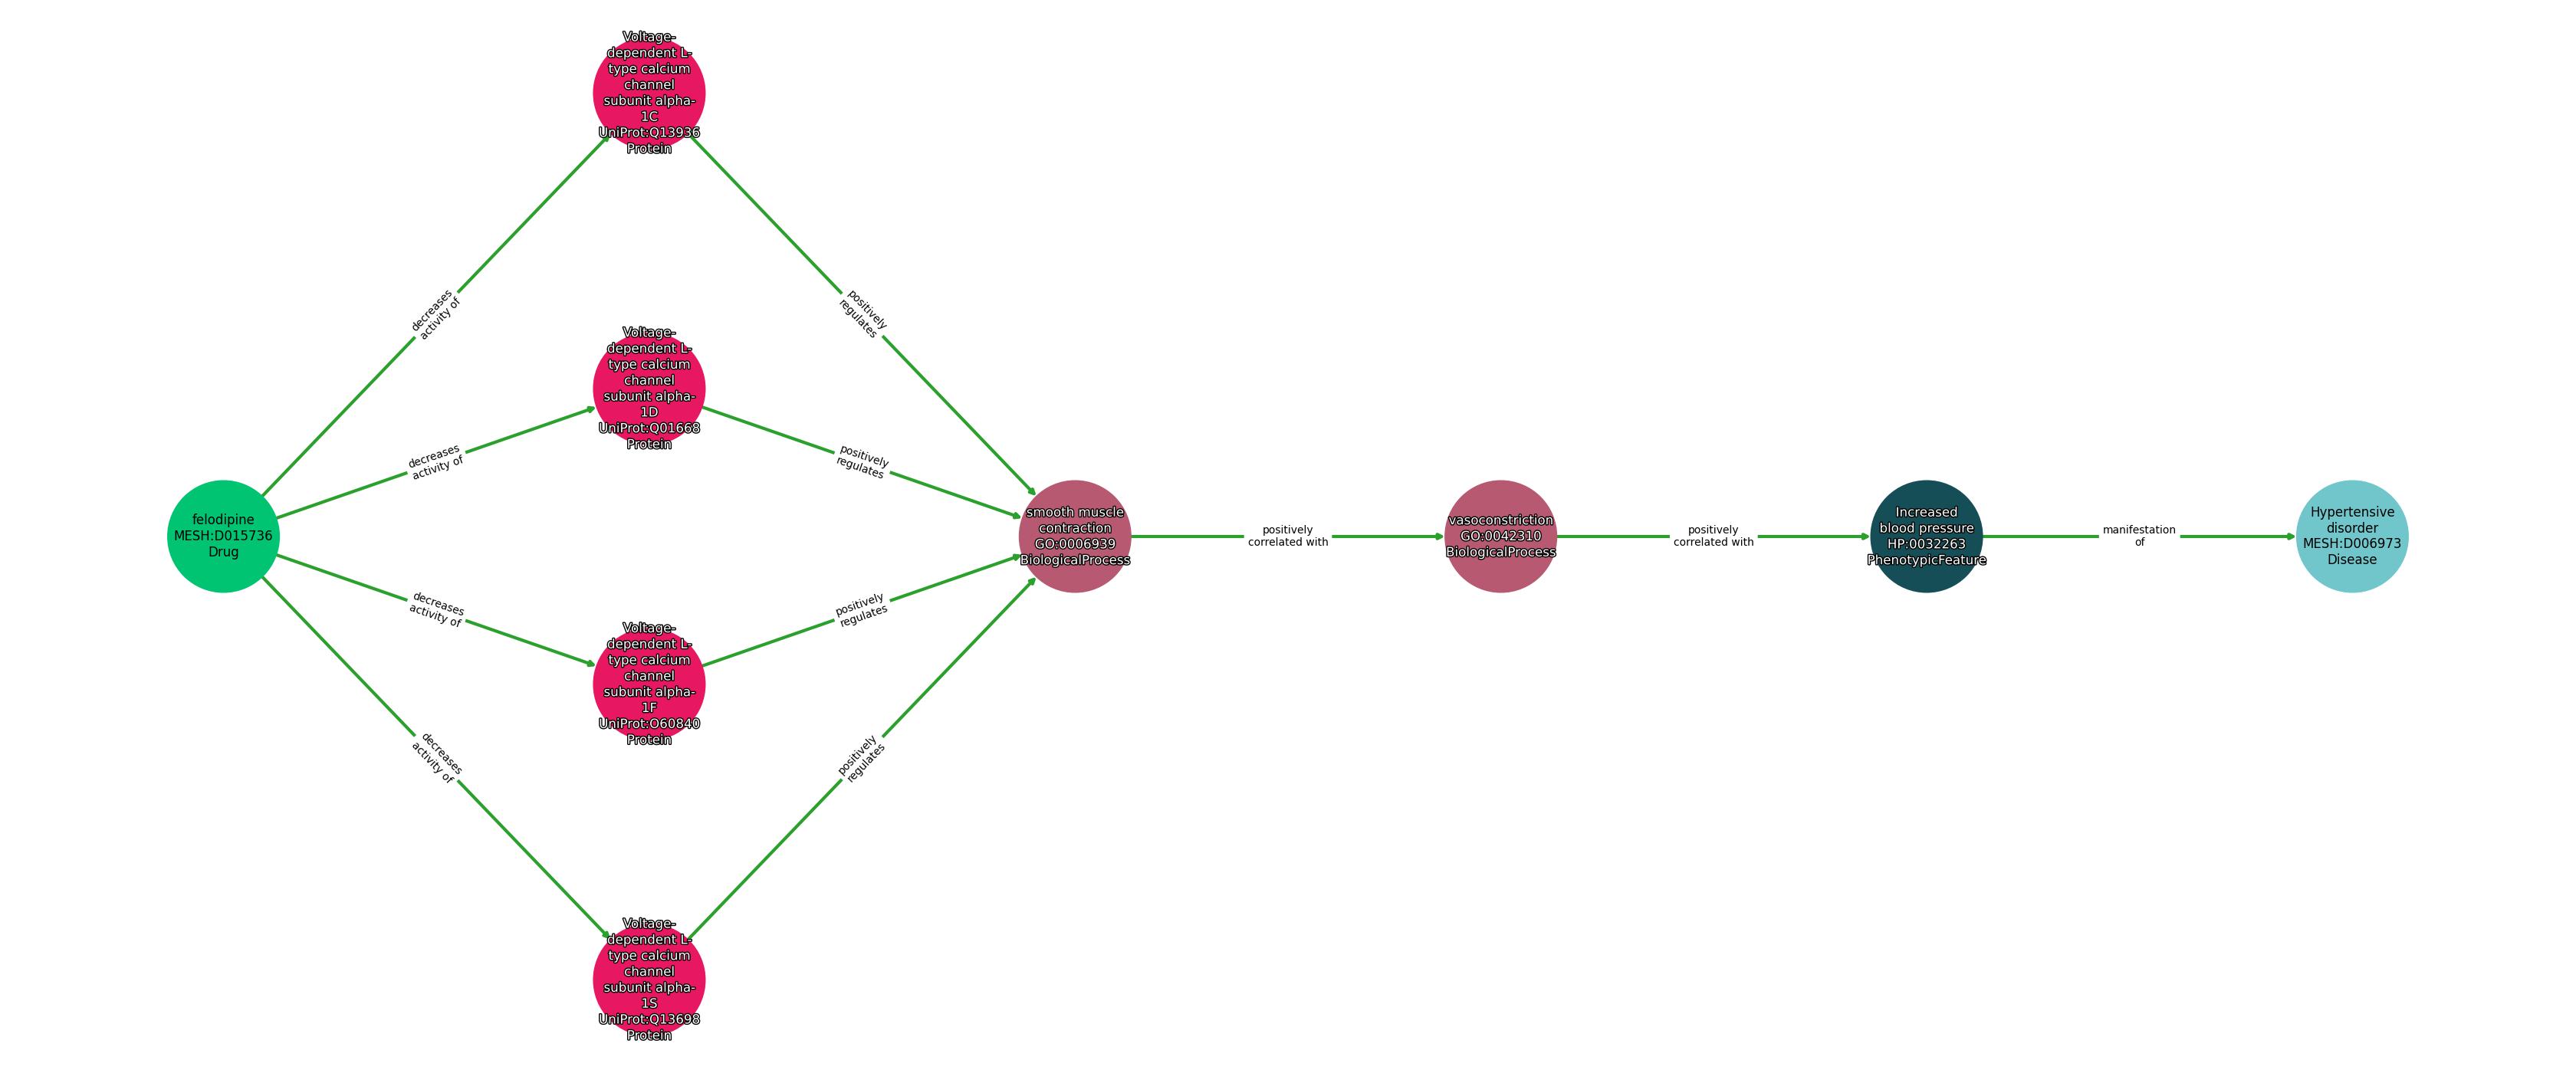 Voltage-
dependent L-
type calcium
channel
subunit alpha-
1C
UniProt:Q13936
Protein
decreases
activity of
positively
regulates
Voltage-
dependent L-
type calcium
channel
subunit alpha-
1D
UniProt:Q01668
Protein
decreases
activity of
positively
regulates
felodipine
MESH:D015736
Drug
smooth muscle
contraction
GO:0006939
BiologicalProcess
positively
correlated with
vasoconstriction
GO:0042310
BiologicalProcess
positively
correlated with
Increased
blood pressure
HP:0032263
PhenotypicFeature
manifestation
of
Hypertensive
disorder
MESH:D006973
Disease
decreases
activity of
positively
regulates
Voltage-
dependent L-
type calcium
channel
subunit alpha-
1F
UniProt:O60840
Protein
decreases
activity of
positively
regulates
Voltage-
dependent L-
type calcium
channel
subunit alpha-
1S
UniProt:Q13698
Protein